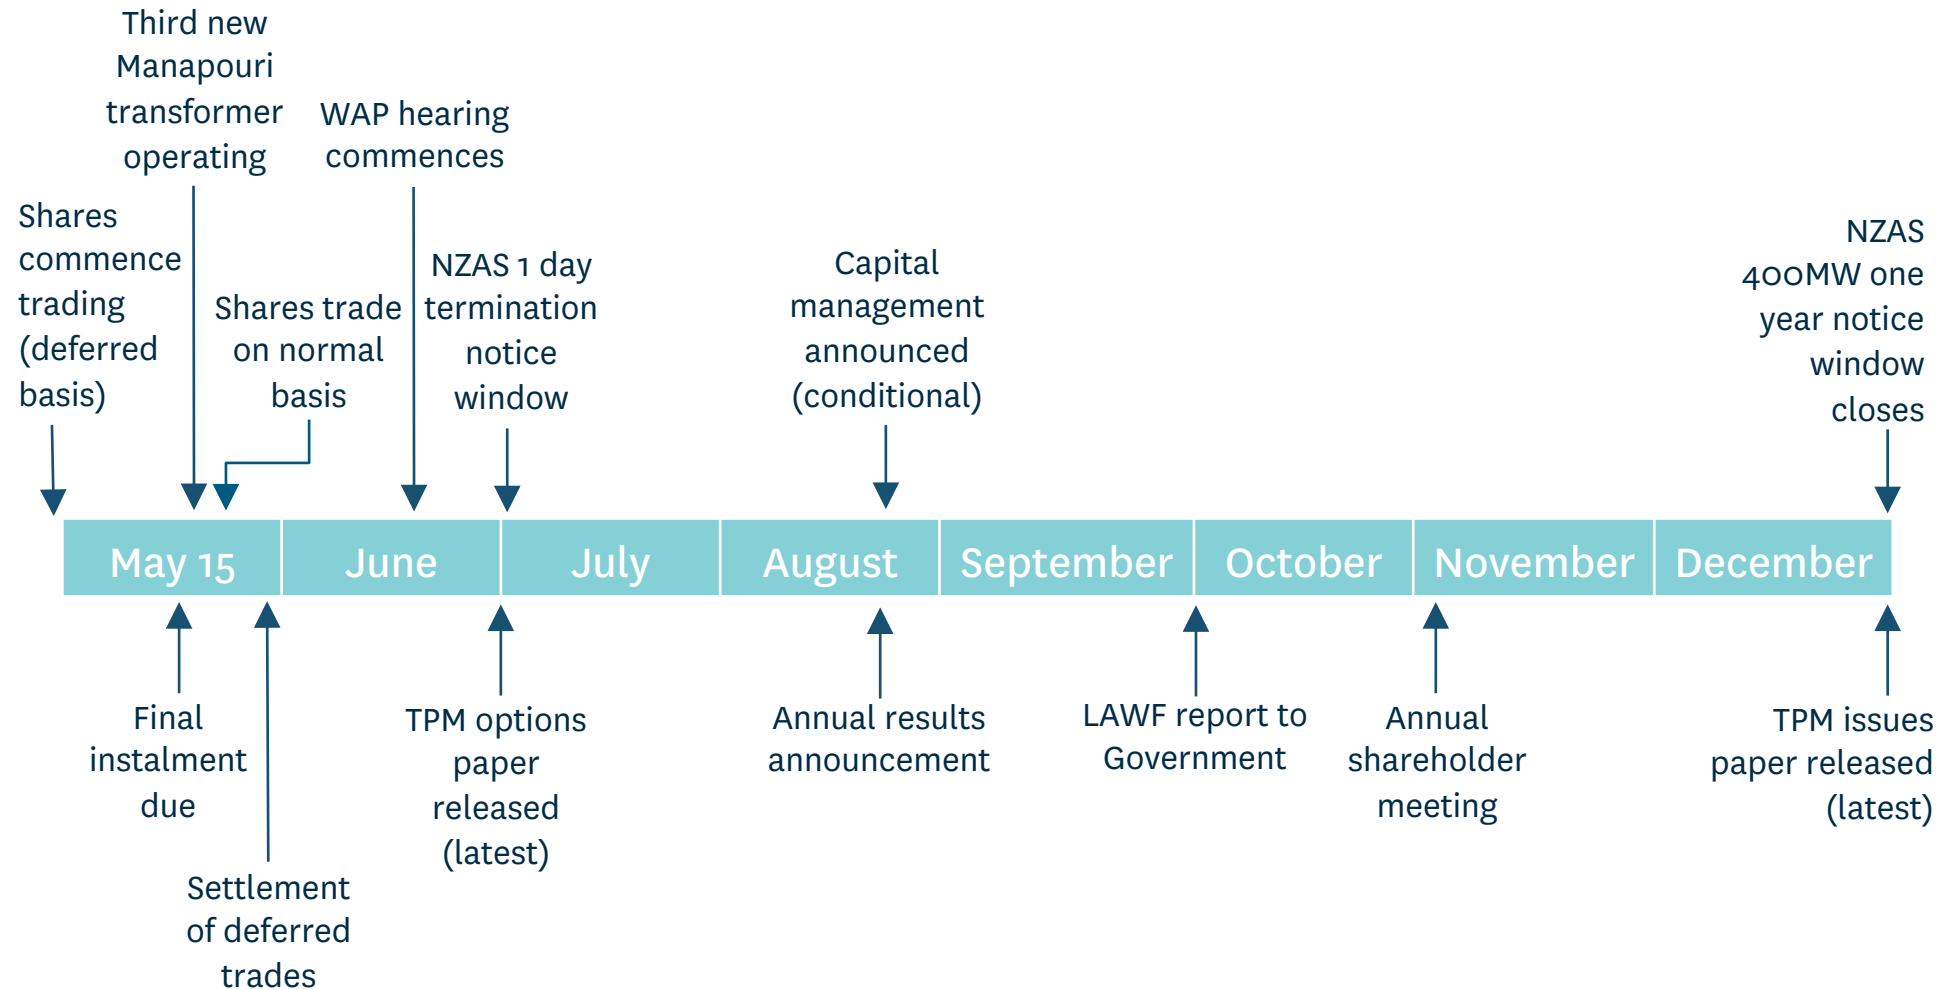 Third new
Manapouri
transformer
operating
WAP hearing
commences
Shares
commence
trading
(deferred
basis)
Shares trade
on normal
basis
NZAS 1 day
termination
notice
window
Capital
management
announced
(conditional)
NZAS
400MW one
year notice
window
closes
May 15
June
July
August
September
October
November
December
Final
instalment
due
Settlement
of deferred
trades
TPM options
paper
released
(latest)
Annual results
announcement
LAWF report to
Government
Annual
shareholder
meeting
TPM issues
paper released
(latest)